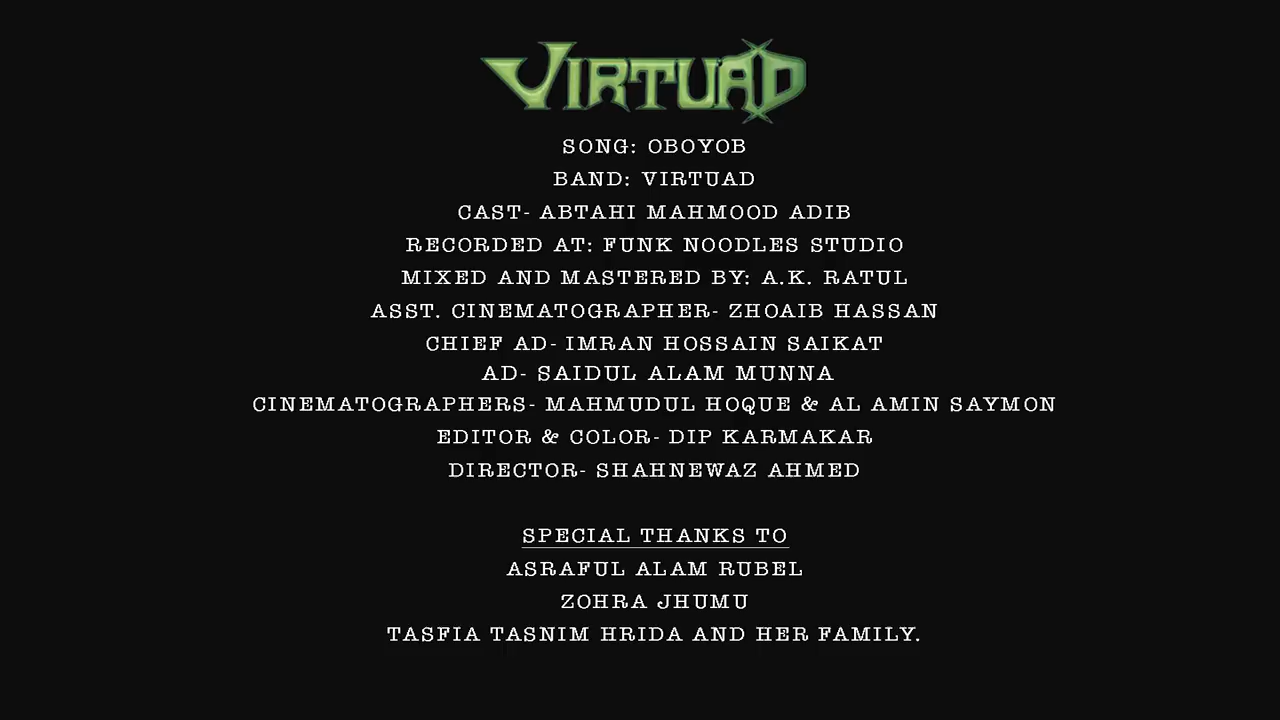 VIRTUAD
SONG: OBOYOB
BAND: VIRTUAD
CAST- ABTAHI MAHMOOD ADIB
RECORDED AT: FUNK NOODLES STUDIO
MIXED AND MASTERED BY: A.K. RATUL
ASST. CINEMATOGRAPHER- ZHOAIB HASSAN
CHIEF AD- IMRAN HOSSAIN SAIKAT
AD- SAIDUL ALAM MUNNA
CINEMATOGRAPHERS- MAHMUDUL HOQUE & AL AMIN SAYMON
EDITOR & COLOR- DIP KARMAKAR
DIRECTOR- SHAHNEWAZ AHMED
SPECIAL THANKS TO
ASRAFUL ALAM RUBEL
ZOHRA JHUMU
TASFIA TASNIM HRIDA AND HER FAMILY.